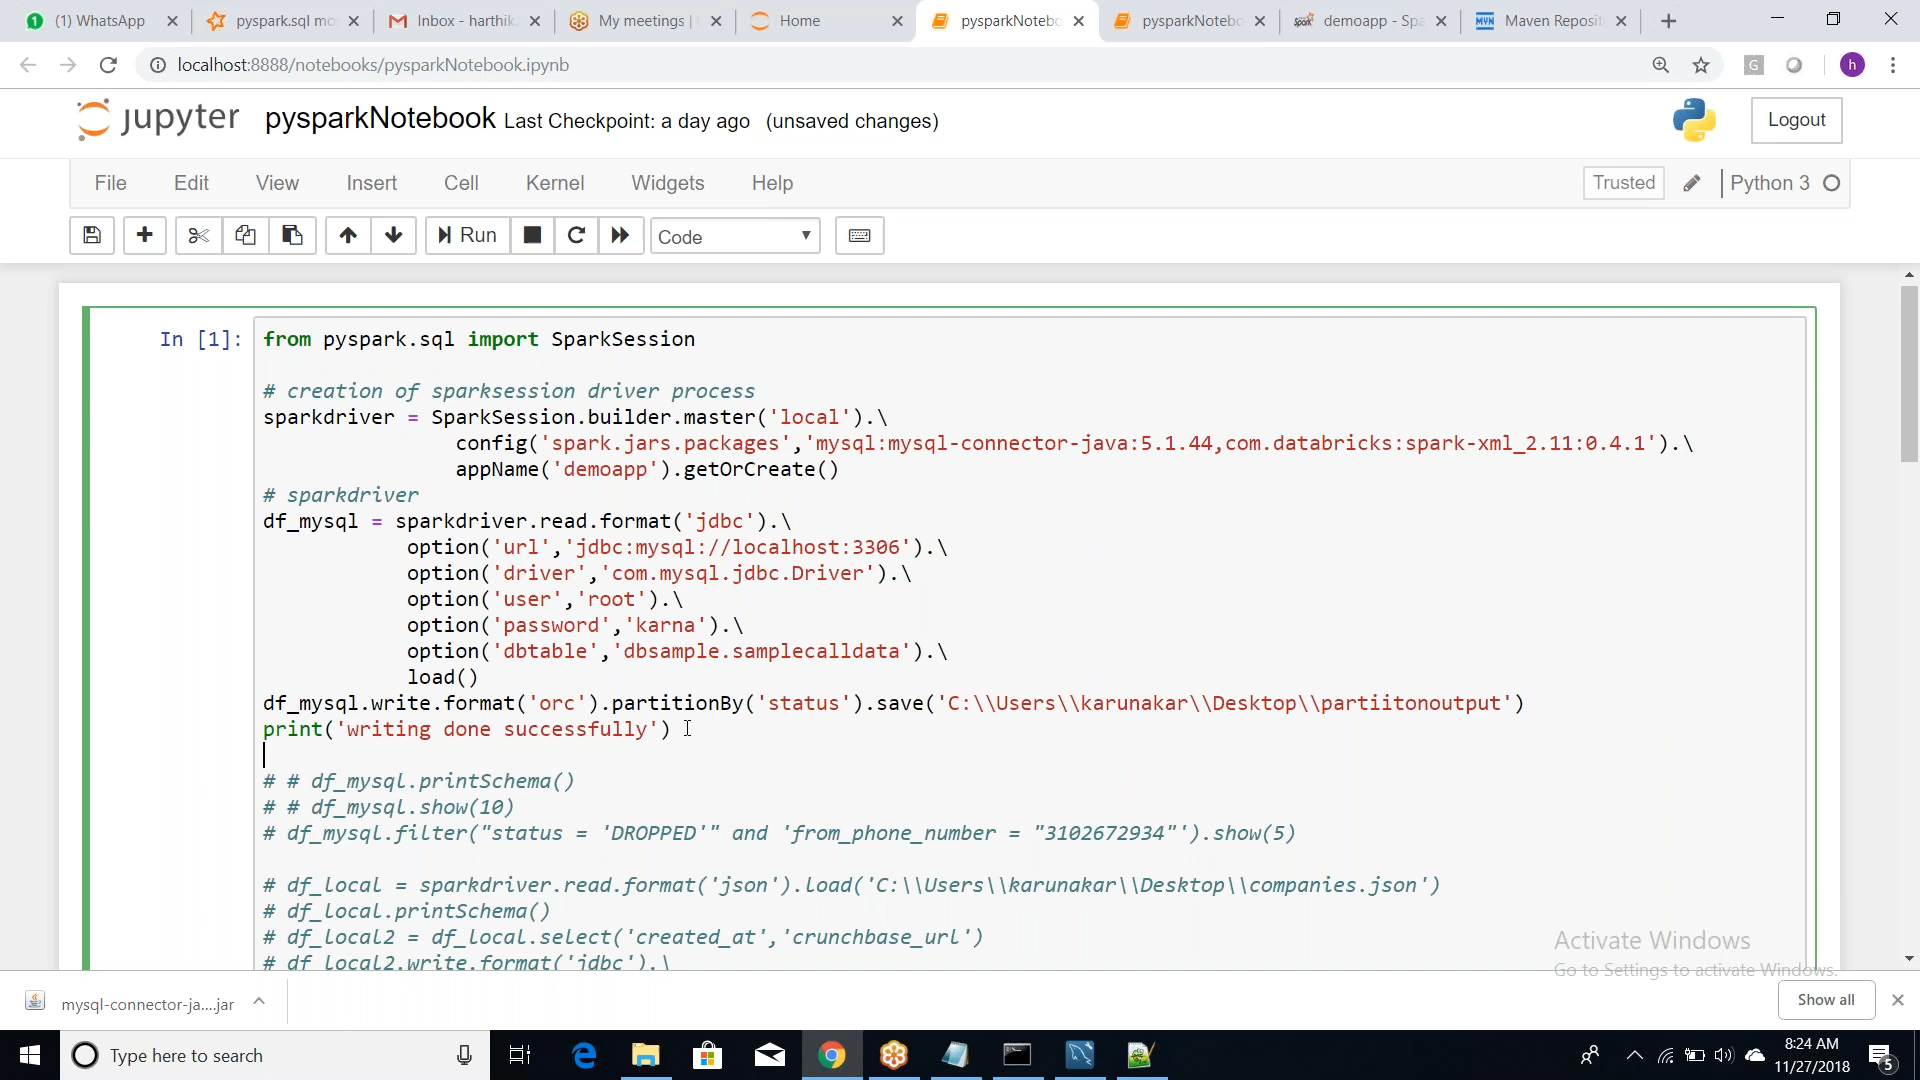 (1) WhatsApp
pyspark.sql mo
Inbox - harthik
My meetings |
Home
pysparkNotebo
pysparkNotebo
demoapp - Spa
Maven Reposit
localhost:8888/notebooks/pysparkNotebook.ipynb
G
h
jupyter pysparkNotebook Last Checkpoint: a day ago (unsaved changes)
Logout
File Edit View Insert Cell Kernel Widgets Help
Trusted
Python 3
Run
Code
In [1]:
from pyspark.sql import SparkSession
# creation of sparksession driver process
sparkdriver = SparkSession.builder.master('local').\
config('spark.jars.packages','mysql:mysql-connector-java:5.1.44,com.databricks:spark-xml_2.11:0.4.1').\
appName('demoapp').getOrCreate()
# sparkdriver
df_mysql = sparkdriver.read.format('jdbc').\
option('url','jdbc:mysql://localhost:3306').\
option('driver','com.mysql.jdbc.Driver').\
option('user','root').\
option('password','karna').\
option('dbtable','dbsample.samplecalldata').\
load()
df_mysql.write.format('orc').partitionBy('status').save('C:\\Users\\karunakar\\Desktop\\partiitonoutput')
print('writing done successfully')
# # df_mysql.printSchema()
# # df_mysql.show(10)
# df_mysql.filter("status = 'DROPPED'" and 'from_phone_number = "3102672934"').show(5)
# df_local = sparkdriver.read.format('json').load('C:\\Users\\karunakar\\Desktop\\companies.json')
# df_local.printSchema()
# df_local2 = df_local.select('created_at','crunchbase_url')
# df_local2.write.format('jdbc').\
Activate Windows
Go to Settings to activate Windows.
mysql-connector-ja....jar
Show all
Type here to search
8:24 AM
11/27/2018
5